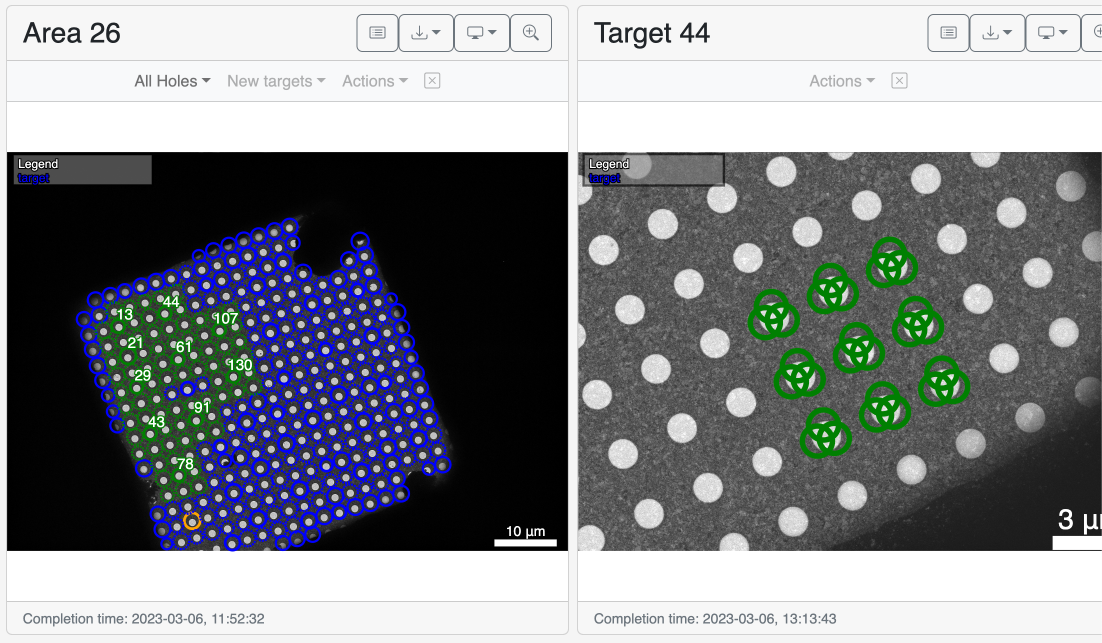 Area 26
All Holes New targets Actions
Legend
target
44
13
107
21
61
130
29
91
43
78
10 µm
Completion time: 2023-03-06, 11:52:32
Target 44
Actions
Legend
target
3 µ
Completion time: 2023-03-06, 13:13:43